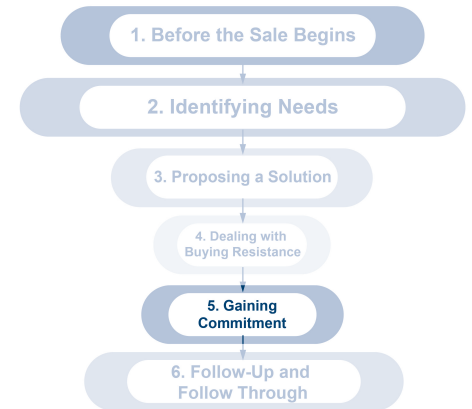 1. Before the Sale Begins
2. Identifying Needs
3. Proposing a Solution
4. Dealing with
Buying Resistance
5. Gaining
Commitment
6. Follow-Up and
Follow Through